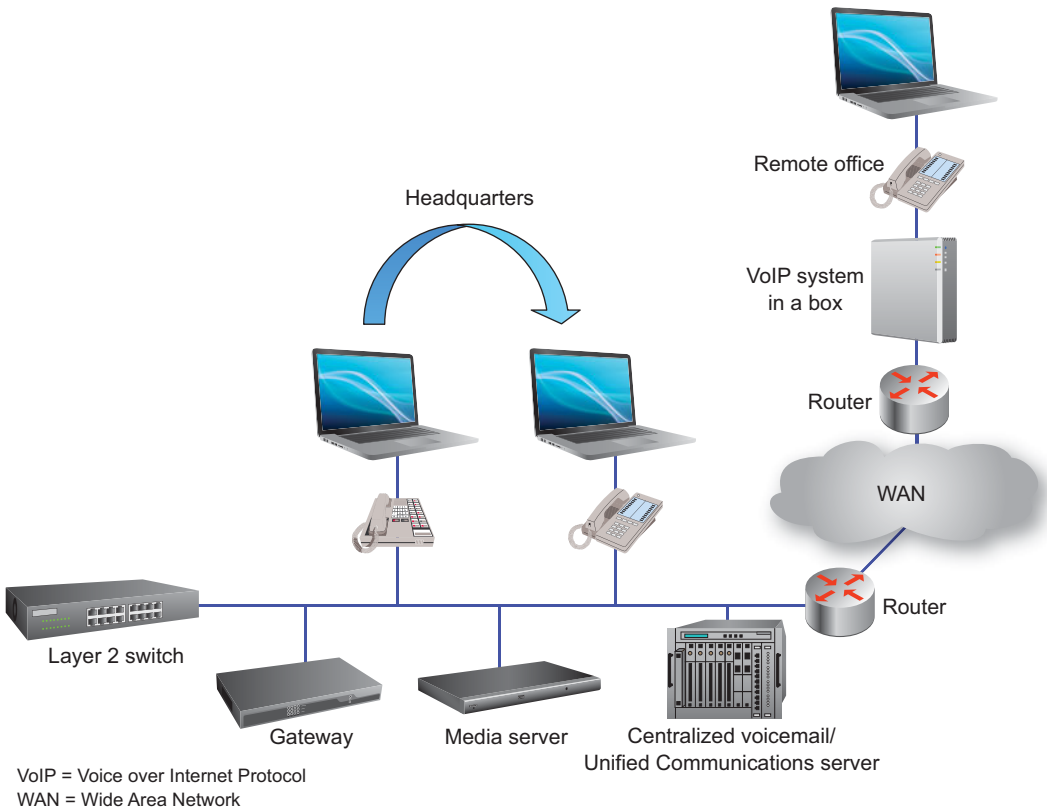 Remote office
Headquarters
VoIP system
in a box
Router
WAN
Router
Layer 2 switch
Gateway
Media server
Centralized voicemail/
Unified Communications server
VoIP = Voice over Internet Protocol
WAN = Wide Area Network